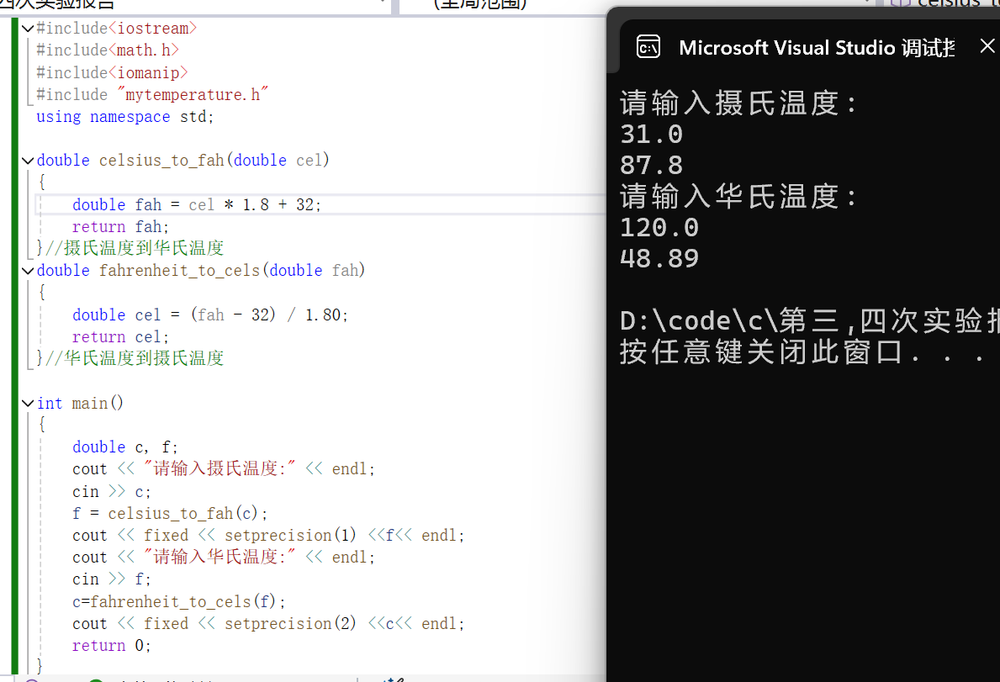 四次实验报告
(全局范围)
#include<iostream>
#include<math.h>
#include<iomanip>
#include "mytemperature.h"
using namespace std;
double celsius_to_fah(double cel)
{
double fah = cel * 1.8 + 32;
return fah;
}//摄氏温度到华氏温度
double fahrenheit_to_cels(double fah)
{
double cel = (fah - 32) / 1.80;
return cel;
}//华氏温度到摄氏温度
int main()
{
double c, f;
cout << "请输入摄氏温度:" << endl;
cin >> c;
f = celsius_to_fah(c);
cout << fixed << setprecision(1) <<f<< endl;
cout << "请输入华氏温度:" << endl;
cin >> f;
c=fahrenheit_to_cels(f);
cout << fixed << setprecision(2) <<c<< endl;
return 0;
}
Microsoft Visual Studio 调试控
请输入摄氏温度:
31.0
87.8
请输入华氏温度:
120.0
48.89
D:\code\c\第三,四次实验报
按任意键关闭此窗口. . .